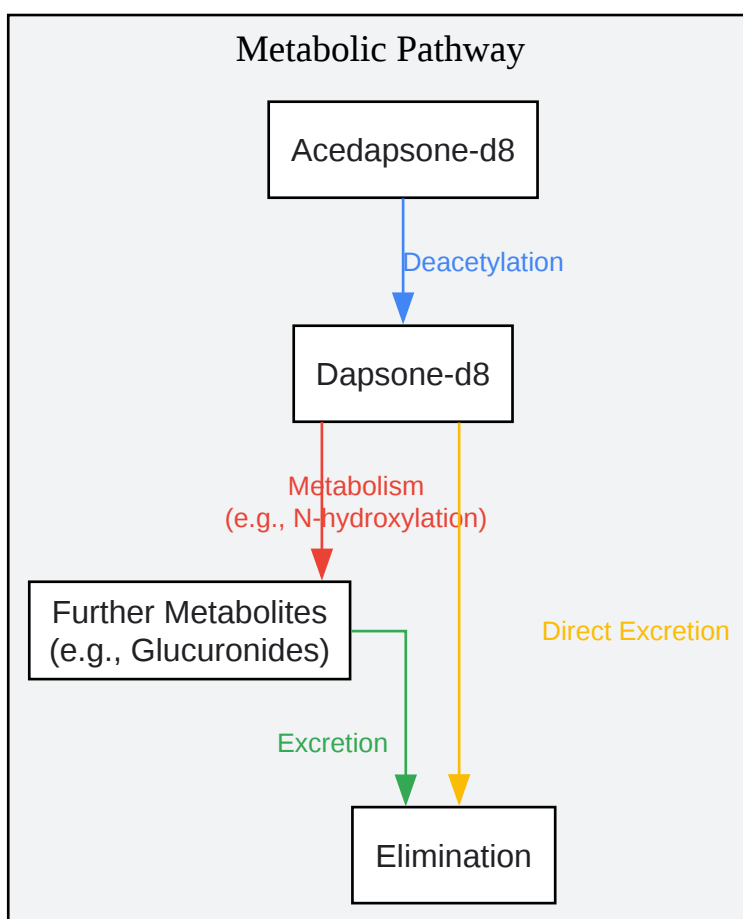 Metabolic Pathway
Acedapsone-d8
Deacetylation
Dapsone-d8
Metabolism
(e.g., N-hydroxylation)
Further Metabolites
(e.g., Glucuronides)
Direct Excretion
Excretion
Elimination